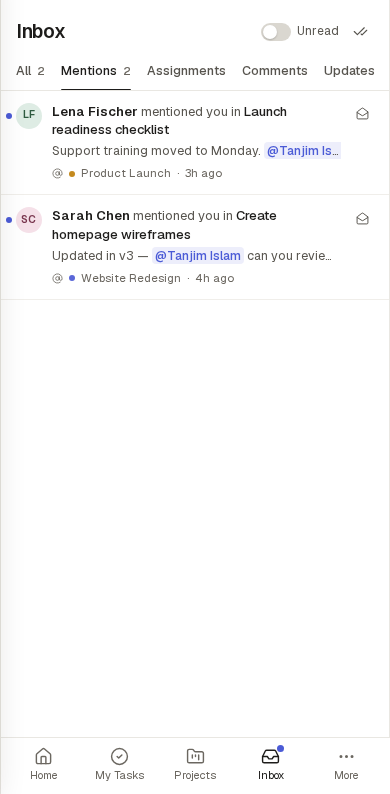 Inbox
Unread
All 2 Mentions 2 Assignments Comments Updates
LF
Lena Fischer mentioned you in Launch
readiness checklist
Support training moved to Monday. @Tanjim Is…
@ Product Launch · 3h ago
SC
Sarah Chen mentioned you in Create
homepage wireframes
Updated in v3 — @Tanjim Islam can you revie…
@ Website Redesign · 4h ago
Home My Tasks Projects Inbox More